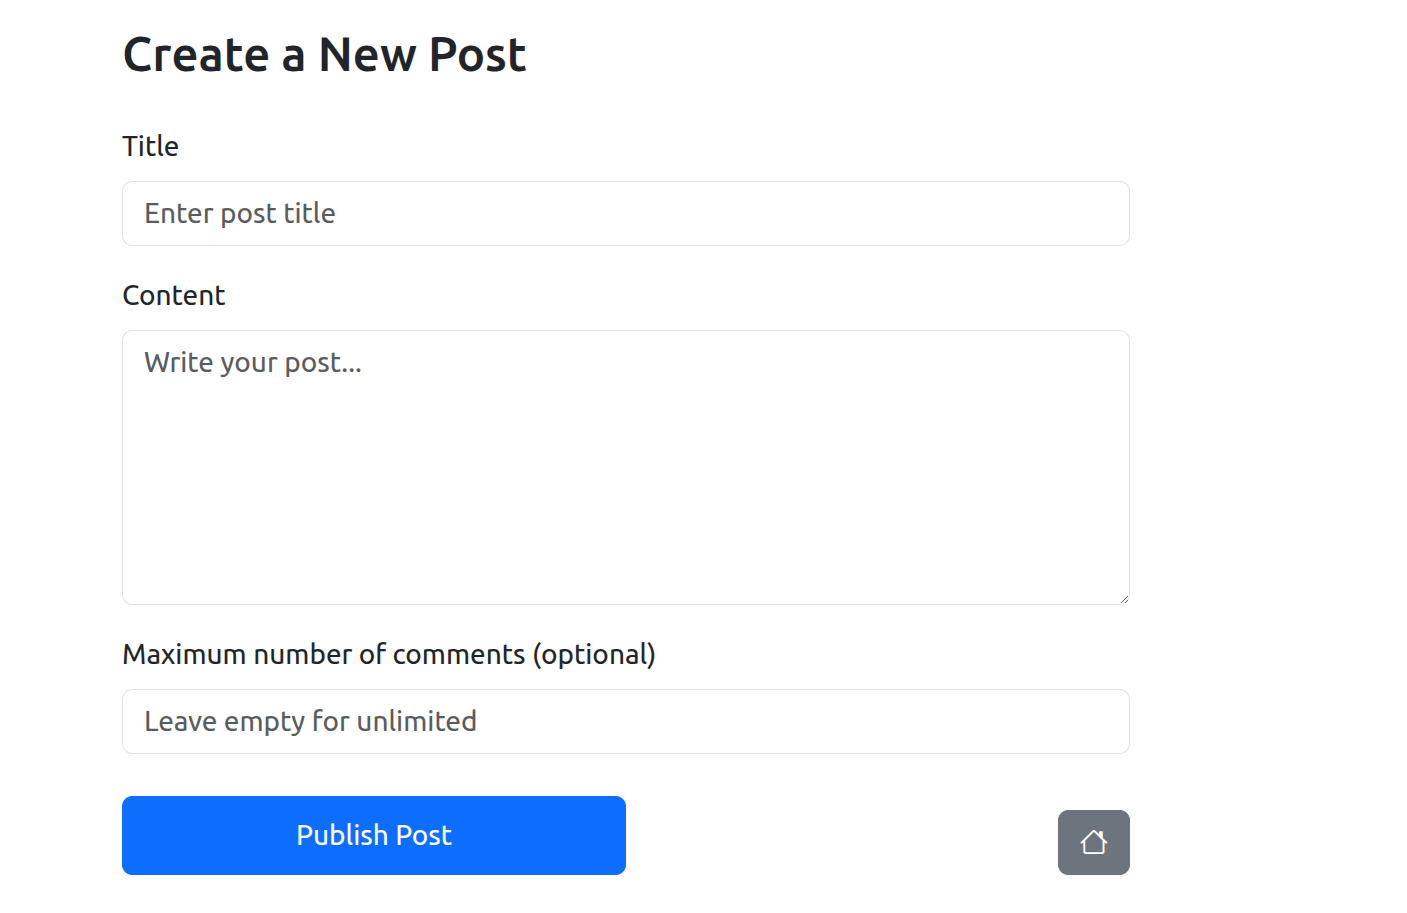 Create a New Post
Title
Enter post title
Content
Write your post...
Maximum number of comments (optional)
Leave empty for unlimited
Publish Post